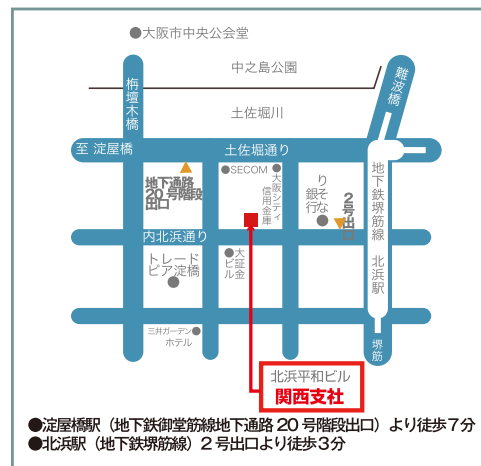 ●大阪市中央公会堂
中之島公園
栴檀木橋
難波橋
土佐堀川
至 淀屋橋
土佐堀通り
地下通路
20号階段
出口
●SECOM
大阪シティ
信用金庫
りそな
銀行
2号出口
地下鉄堺筋線 北浜駅
内北浜通り
トレード
ピア淀橋
大証金
ビル
三井ガーデン
ホテル
堺筋
北浜平和ビル
関西支社
●淀屋橋駅（地下鉄御堂筋線地下通路 20 号階段出口）より徒歩7分
●北浜駅（地下鉄堺筋線）2 号出口より徒歩3分